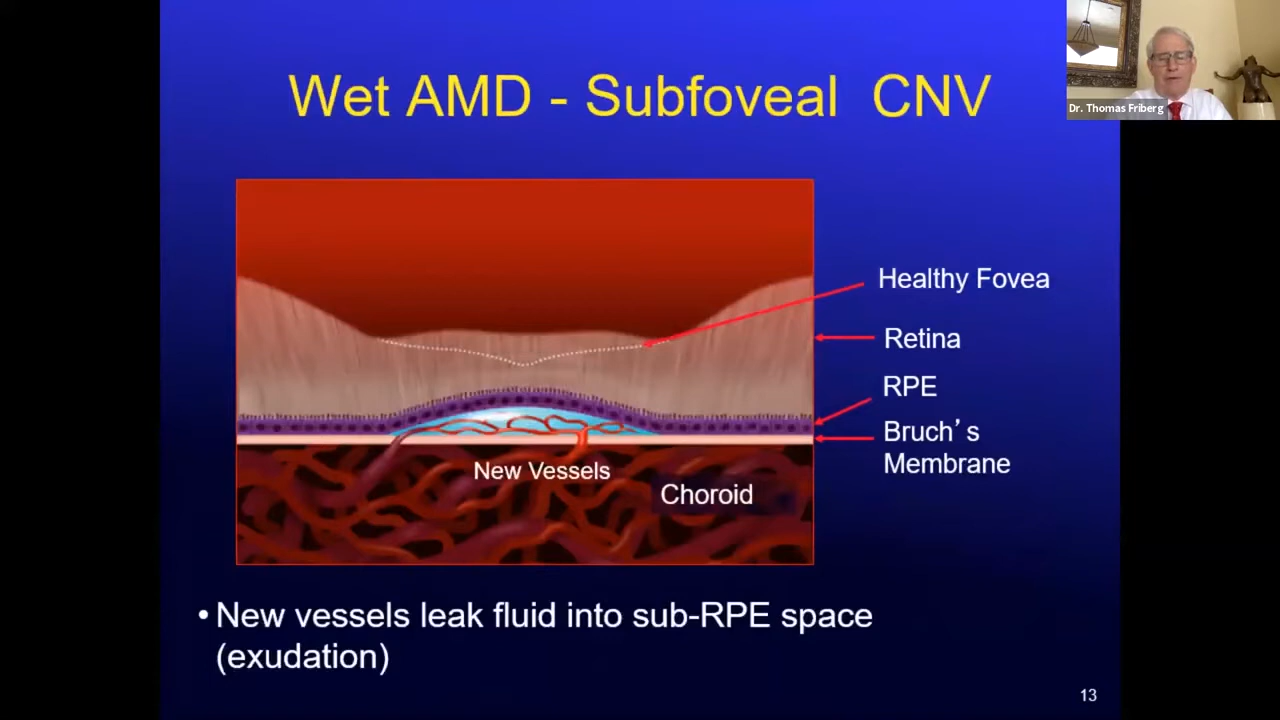 Wet AMD - Subfoveal CNV
Dr. Thomas Friberg
Healthy Fovea
Retina
RPE
Bruch’s
Membrane
New Vessels
Choroid
• New vessels leak fluid into sub-RPE space
(exudation)
13